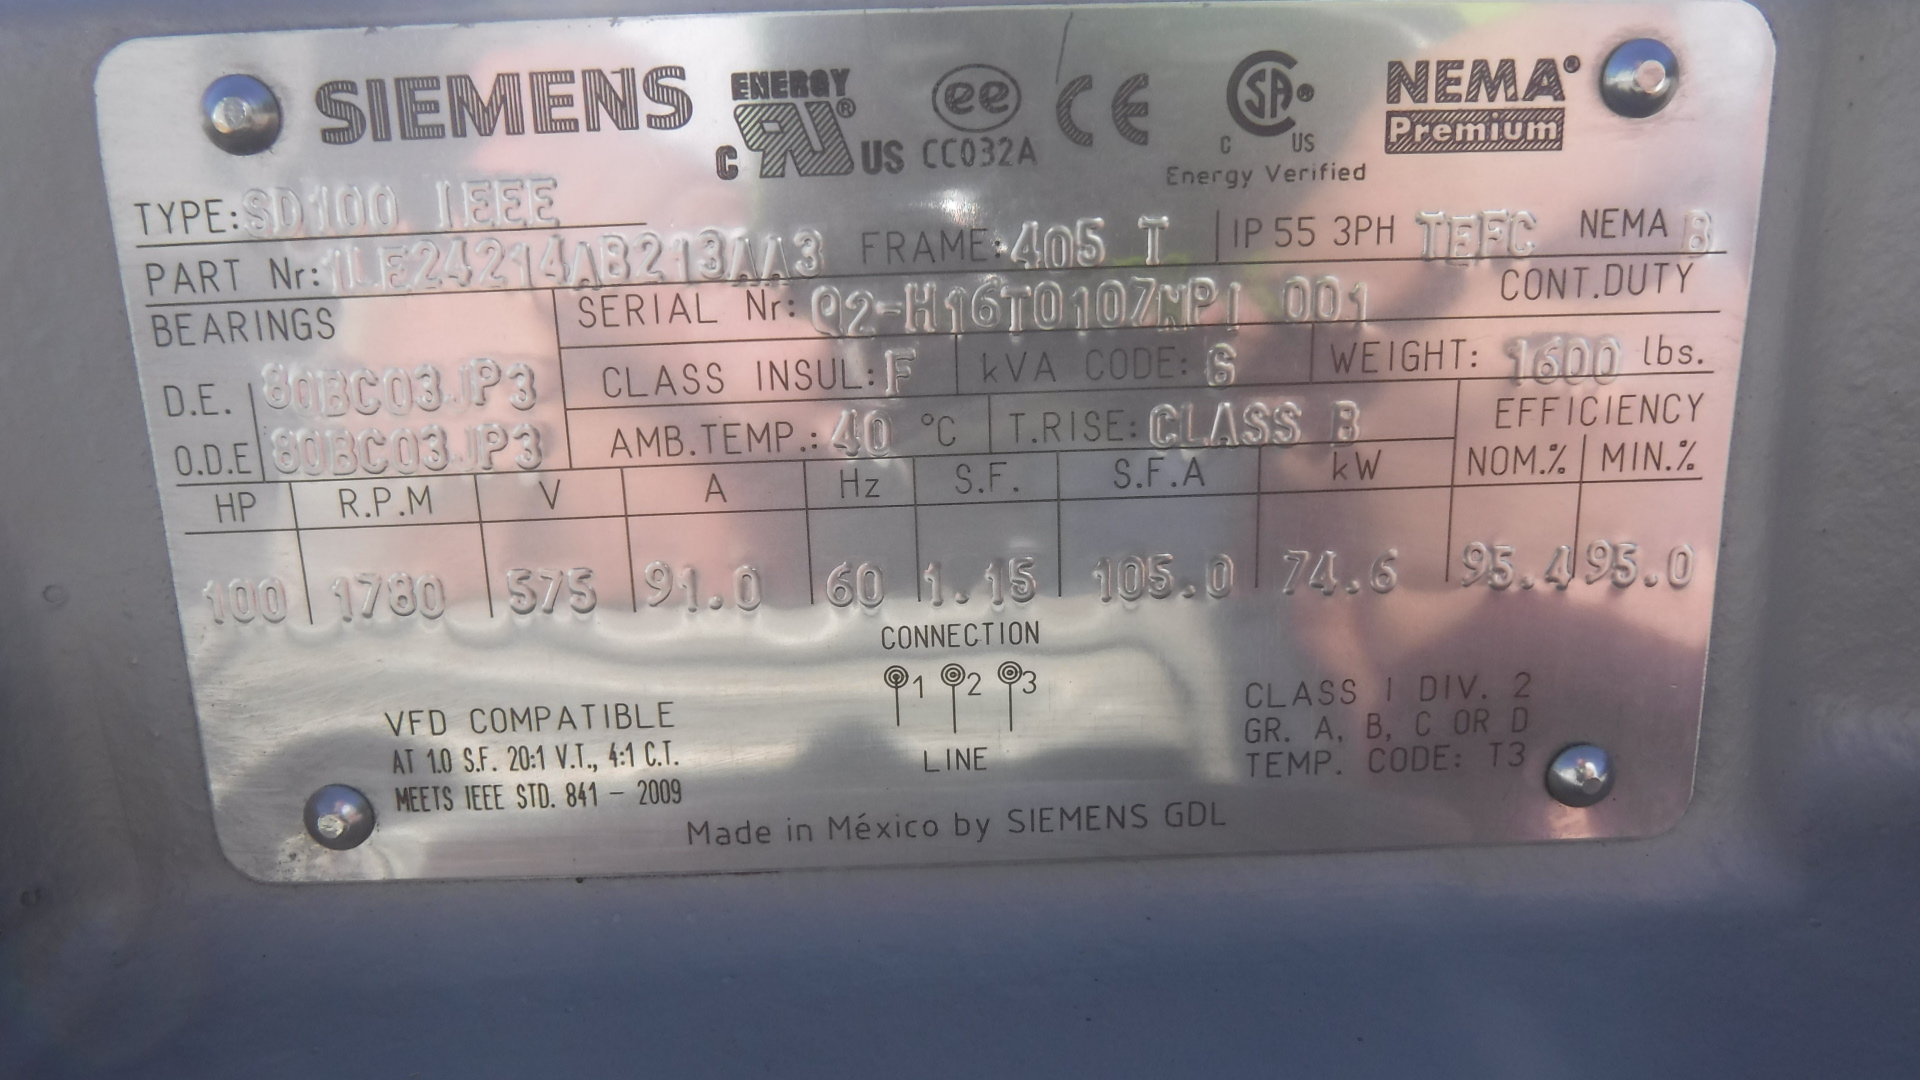 SIEMENS ENERGY c RU® US ee CC032A CE c SA® US Energy Verified NEMA® Premium
TYPE: SD100 IEEE
PART Nr: 1LE24214AB213AA3 FRAME: 405 T IP 55 3PH TEFC NEMA B
BEARINGS SERIAL Nr: CONT.DUTY
D.E. 80BC03JP3 CLASS INSUL: F kVA CODE: G WEIGHT: 1600 lbs.
O.D.E 80BC03JP3 AMB.TEMP.: 40 °C T.RISE: CLASS B EFFICIENCY
HP R.P.M V A Hz S.F. S.F.A kW NOM.% MIN.%
100 1780 575 91.0 60 1.15 105.0 74.6 95.4 95.0
CONNECTION
1 2 3
LINE
VFD COMPATIBLE
AT 1.0 S.F. 20:1 V.T., 4:1 C.T.
MEETS IEEE STD. 841 – 2009
CLASS I DIV. 2
GR. A, B, C OR D
TEMP. CODE: T3
Made in México by SIEMENS GDL